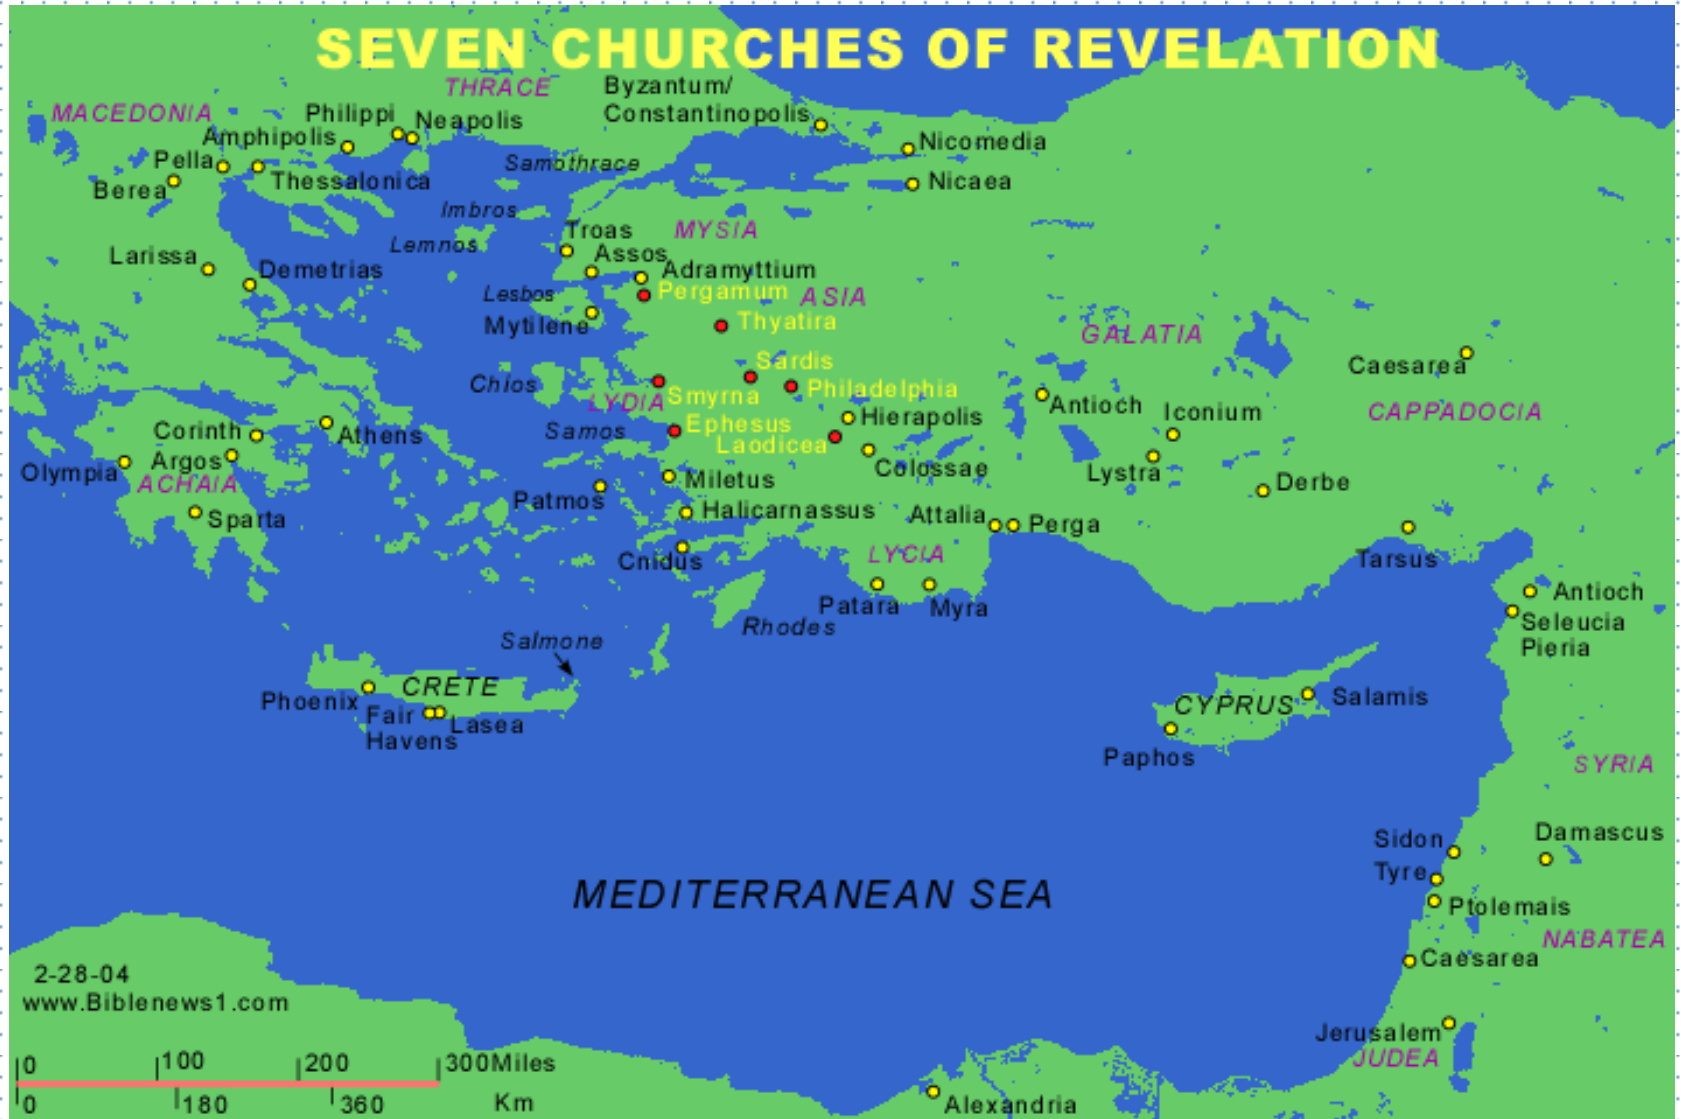 SEVEN CHURCHES OF REVELATION
THRACE
Byzantum/
Constantinopolis
MACEDONIA
Philippi
Neapolis
Amphipolis
Pella
Thessalonica
Berea
Samothrace
Nicomedia
Nicaea
Imbros
Lemnos
Troas
MYSIA
Assos
Larissa
Demetrias
Adramyttium
Lesbos
Pergamum
ASIA
Mytilene
Thyatira
GALATIA
Sardis
Caesarea
Chios
LYDIA
Smyrna
Philadelphia
Antioch
Iconium
CAPPADOCIA
Hierapolis
Ephesus
Samos
Laodicea
Corinth
Athens
Olympia
Argos
ACHAIA
Colossae
Lystra
Derbe
Miletus
Patmos
Halicarnassus
Sparta
Attalia
Perga
Cnidus
LYCIA
Tarsus
Patara
Myra
Antioch
Seleucia
Pieria
Rhodes
Salmone
CRETE
Phoenix
Fair
Havens
Lasea
CYPRUS
Salamis
Paphos
SYRIA
Sidon
Damascus
Tyre
Ptolemais
MEDITERRANEAN SEA
NABATEA
Caesarea
2-28-04
www.Biblenews1.com
Jerusalem
JUDEA
0 100 200 300Miles
0 180 360 Km
Alexandria